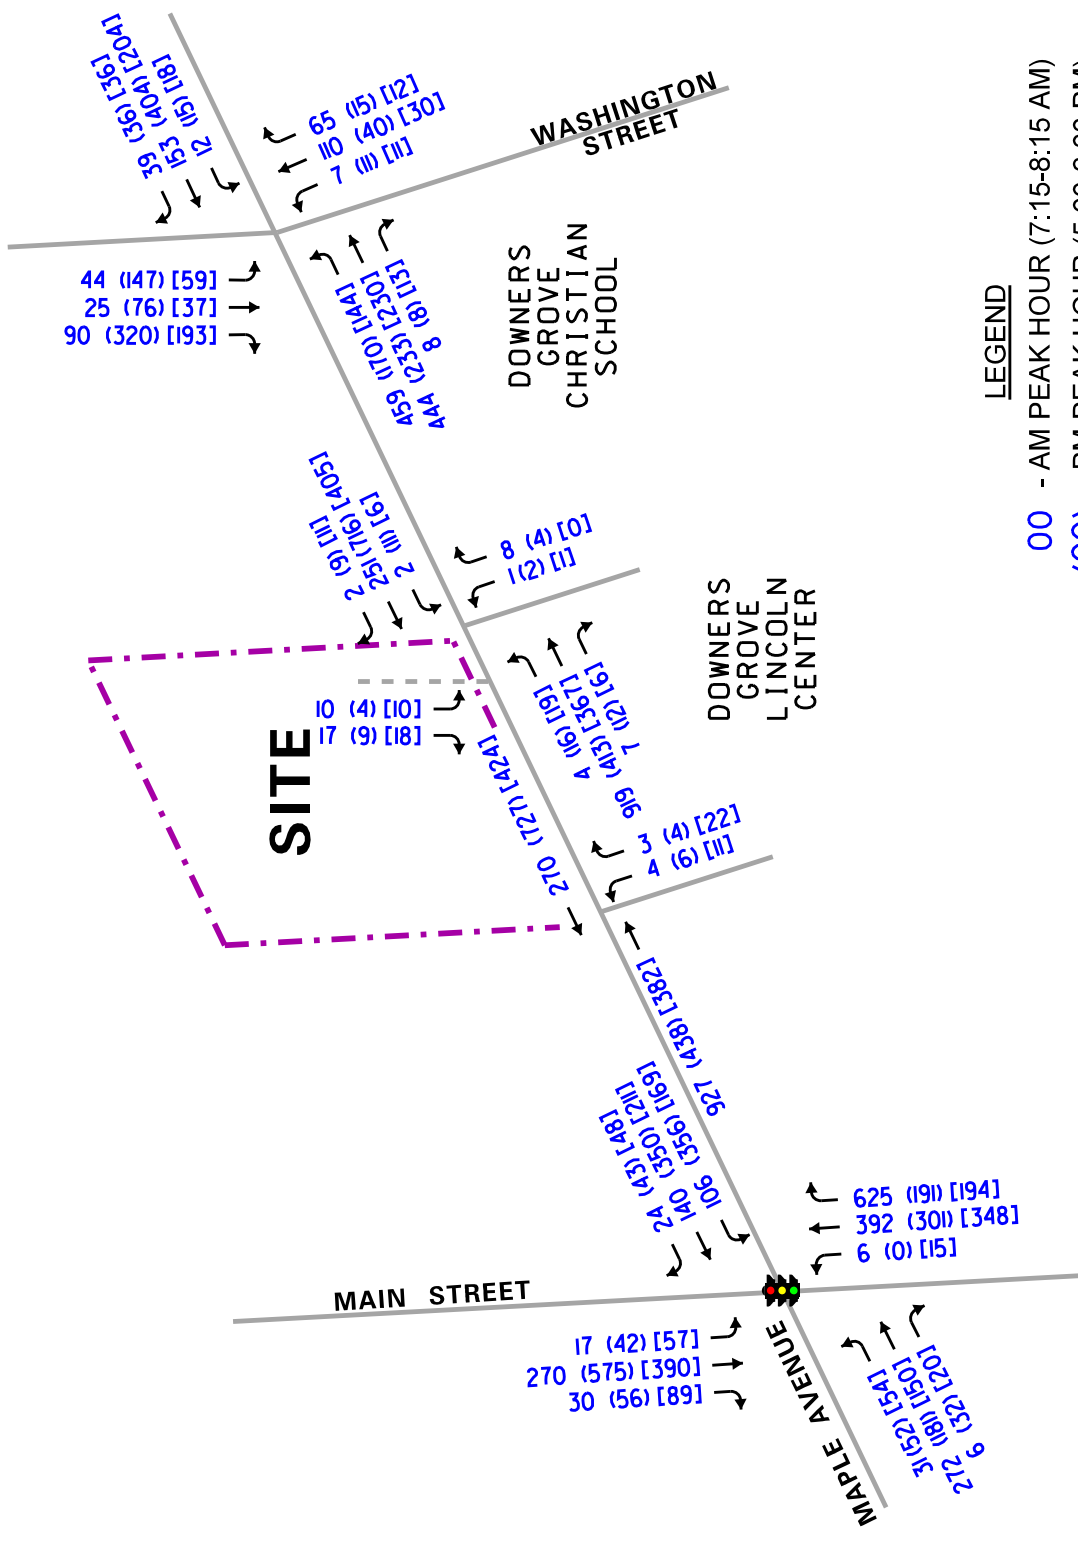 39 (36) [36]
153 (404) [204]
12 (15) [18]
65 (15) [12]
110 (40) [30]
7 (11) [11]
WASHINGTON
STREET
44 (147) [59]
25 (76) [37]
90 (320) [193]
459 (170) [144]
444 (233) [230]
8 (8) [13]
DOWNERS
GROVE
CHRISTIAN
SCHOOL
LEGEND
00 - AM PEAK HOUR (7:15-8:15 AM)
2 (9) [11]
251 (716) [405]
2 (11) [6]
8 (4) [0]
1 (2) [1]
DOWNERS
GROVE
LINCOLN
CENTER
10 (4) [10]
17 (9) [18]
SITE
4 (16) [19]
919 (413) [367]
7 (12) [6]
270 (727) [424]
3 (4) [22]
4 (6) [11]
927 (438) [382]
24 (43) [48]
140 (350) [211]
106 (356) [169]
625 (191) [194]
392 (301) [348]
6 (0) [15]
MAIN STREET
17 (42) [57]
270 (575) [390]
30 (56) [89]
MAPLE AVENUE
31 (52) [54]
272 (181) [150]
6 (32) [20]